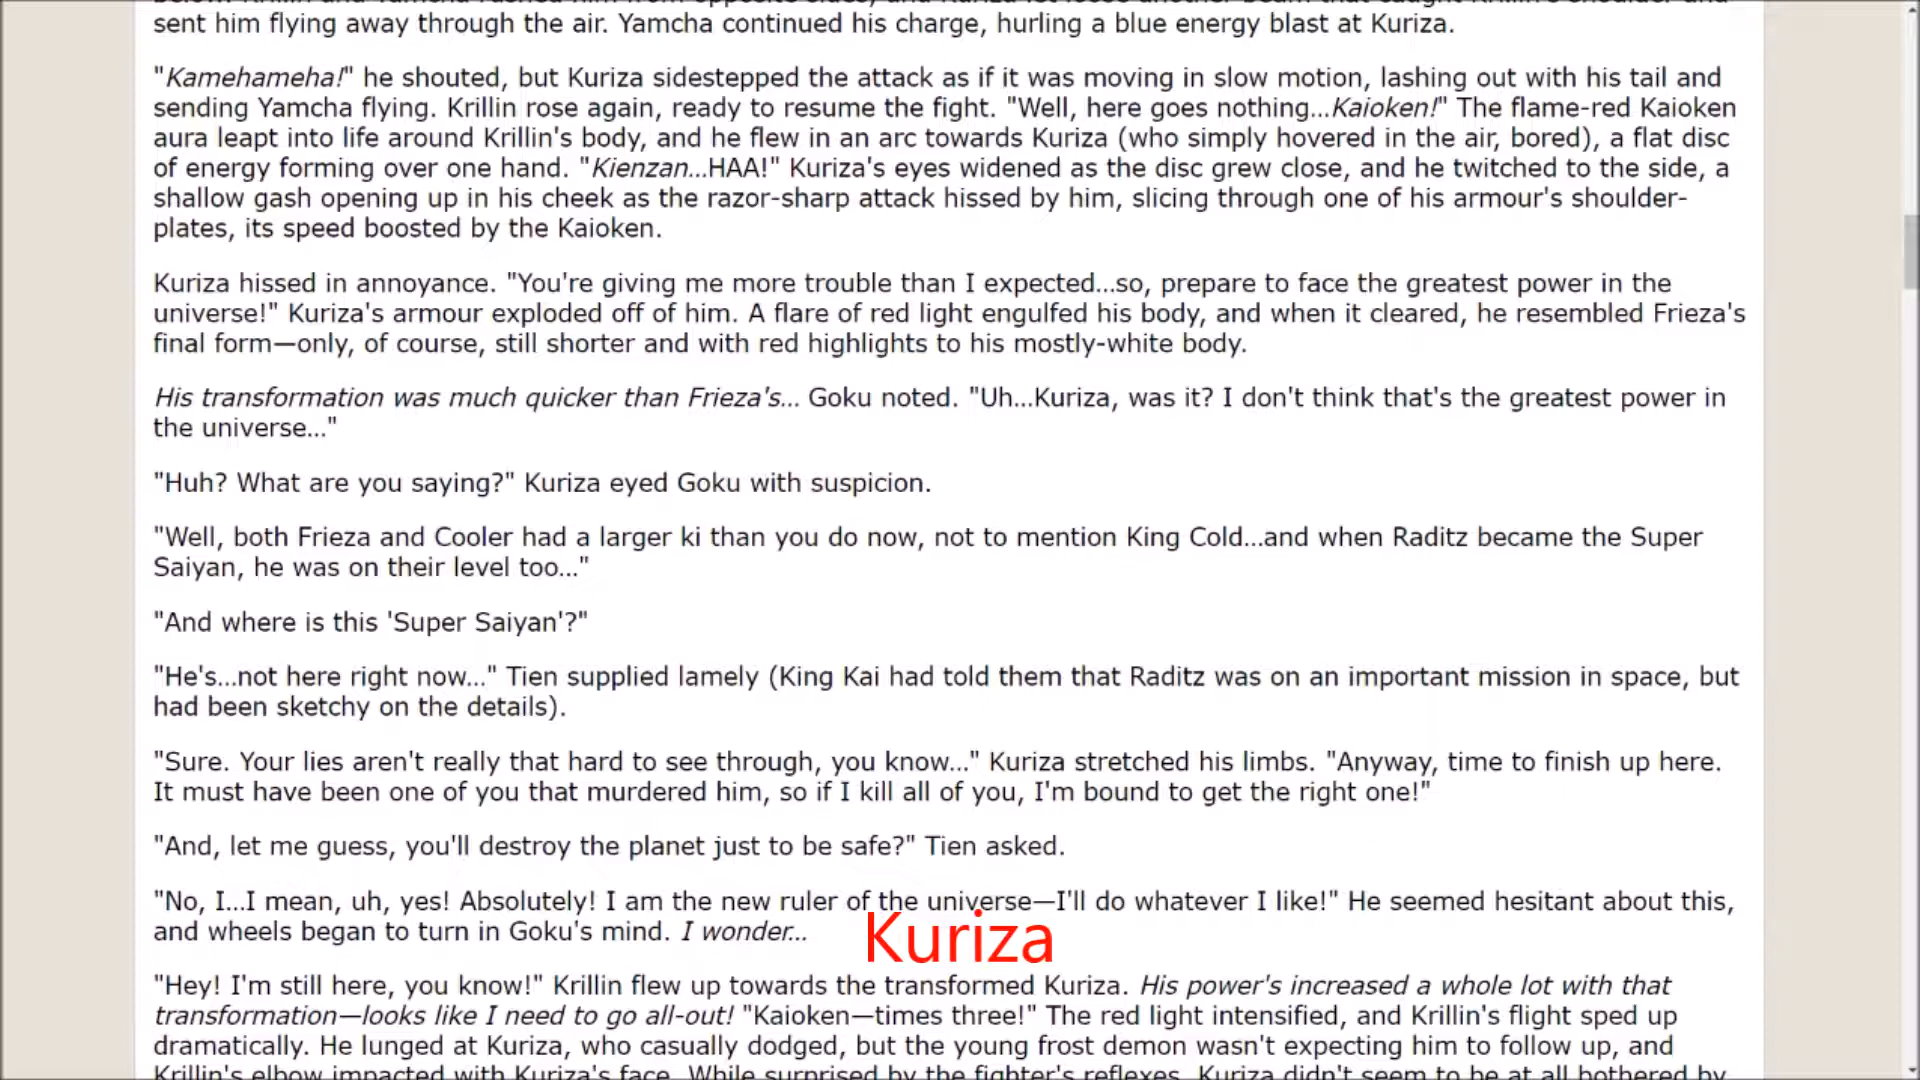 sent him flying away through the air. Yamcha continued his charge, hurling a blue energy blast at Kuriza.
"Kamehameha!" he shouted, but Kuriza sidestepped the attack as if it was moving in slow motion, lashing out with his tail and
sending Yamcha flying. Krillin rose again, ready to resume the fight. "Well, here goes nothing...Kaioken!" The flame-red Kaioken
aura leapt into life around Krillin's body, and he flew in an arc towards Kuriza (who simply hovered in the air, bored), a flat disc
of energy forming over one hand. "Kienzan...HAA!" Kuriza's eyes widened as the disc grew close, and he twitched to the side, a
shallow gash opening up in his cheek as the razor-sharp attack hissed by him, slicing through one of his armour's shoulder-
plates, its speed boosted by the Kaioken.
Kuriza hissed in annoyance. "You're giving me more trouble than I expected...so, prepare to face the greatest power in the
universe!" Kuriza's armour exploded off of him. A flare of red light engulfed his body, and when it cleared, he resembled Frieza's
final form—only, of course, still shorter and with red highlights to his mostly-white body.
His transformation was much quicker than Frieza's... Goku noted. "Uh...Kuriza, was it? I don't think that's the greatest power in
the universe..."
"Huh? What are you saying?" Kuriza eyed Goku with suspicion.
"Well, both Frieza and Cooler had a larger ki than you do now, not to mention King Cold...and when Raditz became the Super
Saiyan, he was on their level too..."
"And where is this 'Super Saiyan'?"
"He's...not here right now..." Tien supplied lamely (King Kai had told them that Raditz was on an important mission in space, but
had been sketchy on the details).
"Sure. Your lies aren't really that hard to see through, you know..." Kuriza stretched his limbs. "Anyway, time to finish up here.
It must have been one of you that murdered him, so if I kill all of you, I'm bound to get the right one!"
"And, let me guess, you'll destroy the planet just to be safe?" Tien asked.
"No, I...I mean, uh, yes! Absolutely! I am the new ruler of the universe—I'll do whatever I like!" He seemed hesitant about this,
and wheels began to turn in Goku's mind. I wonder...
Kuriza
"Hey! I'm still here, you know!" Krillin flew up towards the transformed Kuriza. His power's increased a whole lot with that
transformation—looks like I need to go all-out! "Kaioken—times three!" The red light intensified, and Krillin's flight sped up
dramatically. He lunged at Kuriza, who casually dodged, but the young frost demon wasn't expecting him to follow up, and
Krillin's elbow impacted with Kuriza's face. While surprised by the fighter's reflexes, Kuriza didn't seem to be at all bothered by